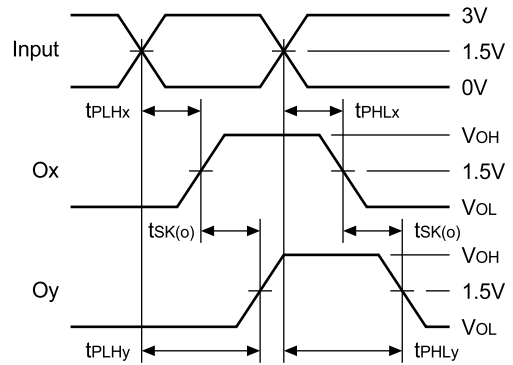 3V
Input 1.5V
0V
tPLHx tPHLx
VOH
Ox 1.5V
VOL
tSK(o) tSK(o)
VOH
Oy 1.5V
VOL
tPLHy tPHLy